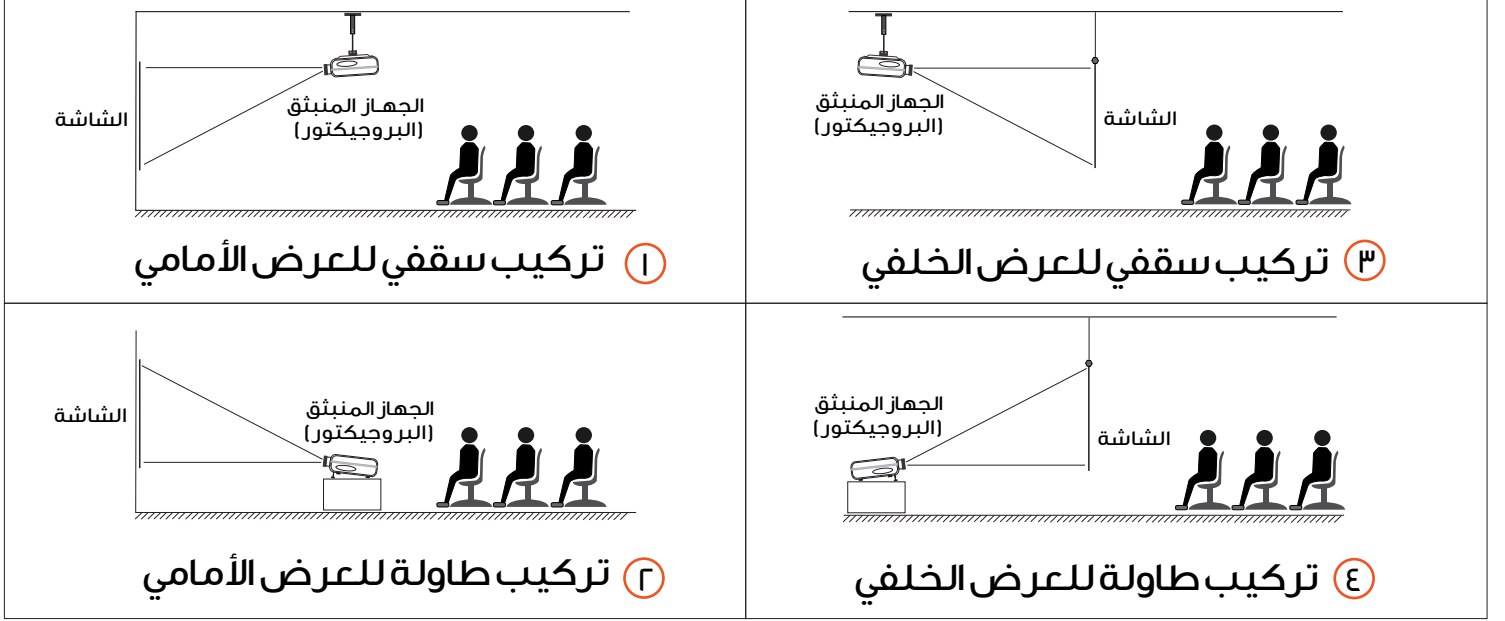 الجهاز المنبثق
(البروجيكتور)
الشاشة
١ تركيب سقفي للعرض الأمامي
الجهاز المنبثق
(البروجيكتور)
الشاشة
٢ تركيب طاولة للعرض الأمامي
الجهاز المنبثق
(البروجيكتور)
الشاشة
٣ تركيب سقفي للعرض الخلفي
الجهاز المنبثق
(البروجيكتور)
الشاشة
٤ تركيب طاولة للعرض الخلفي